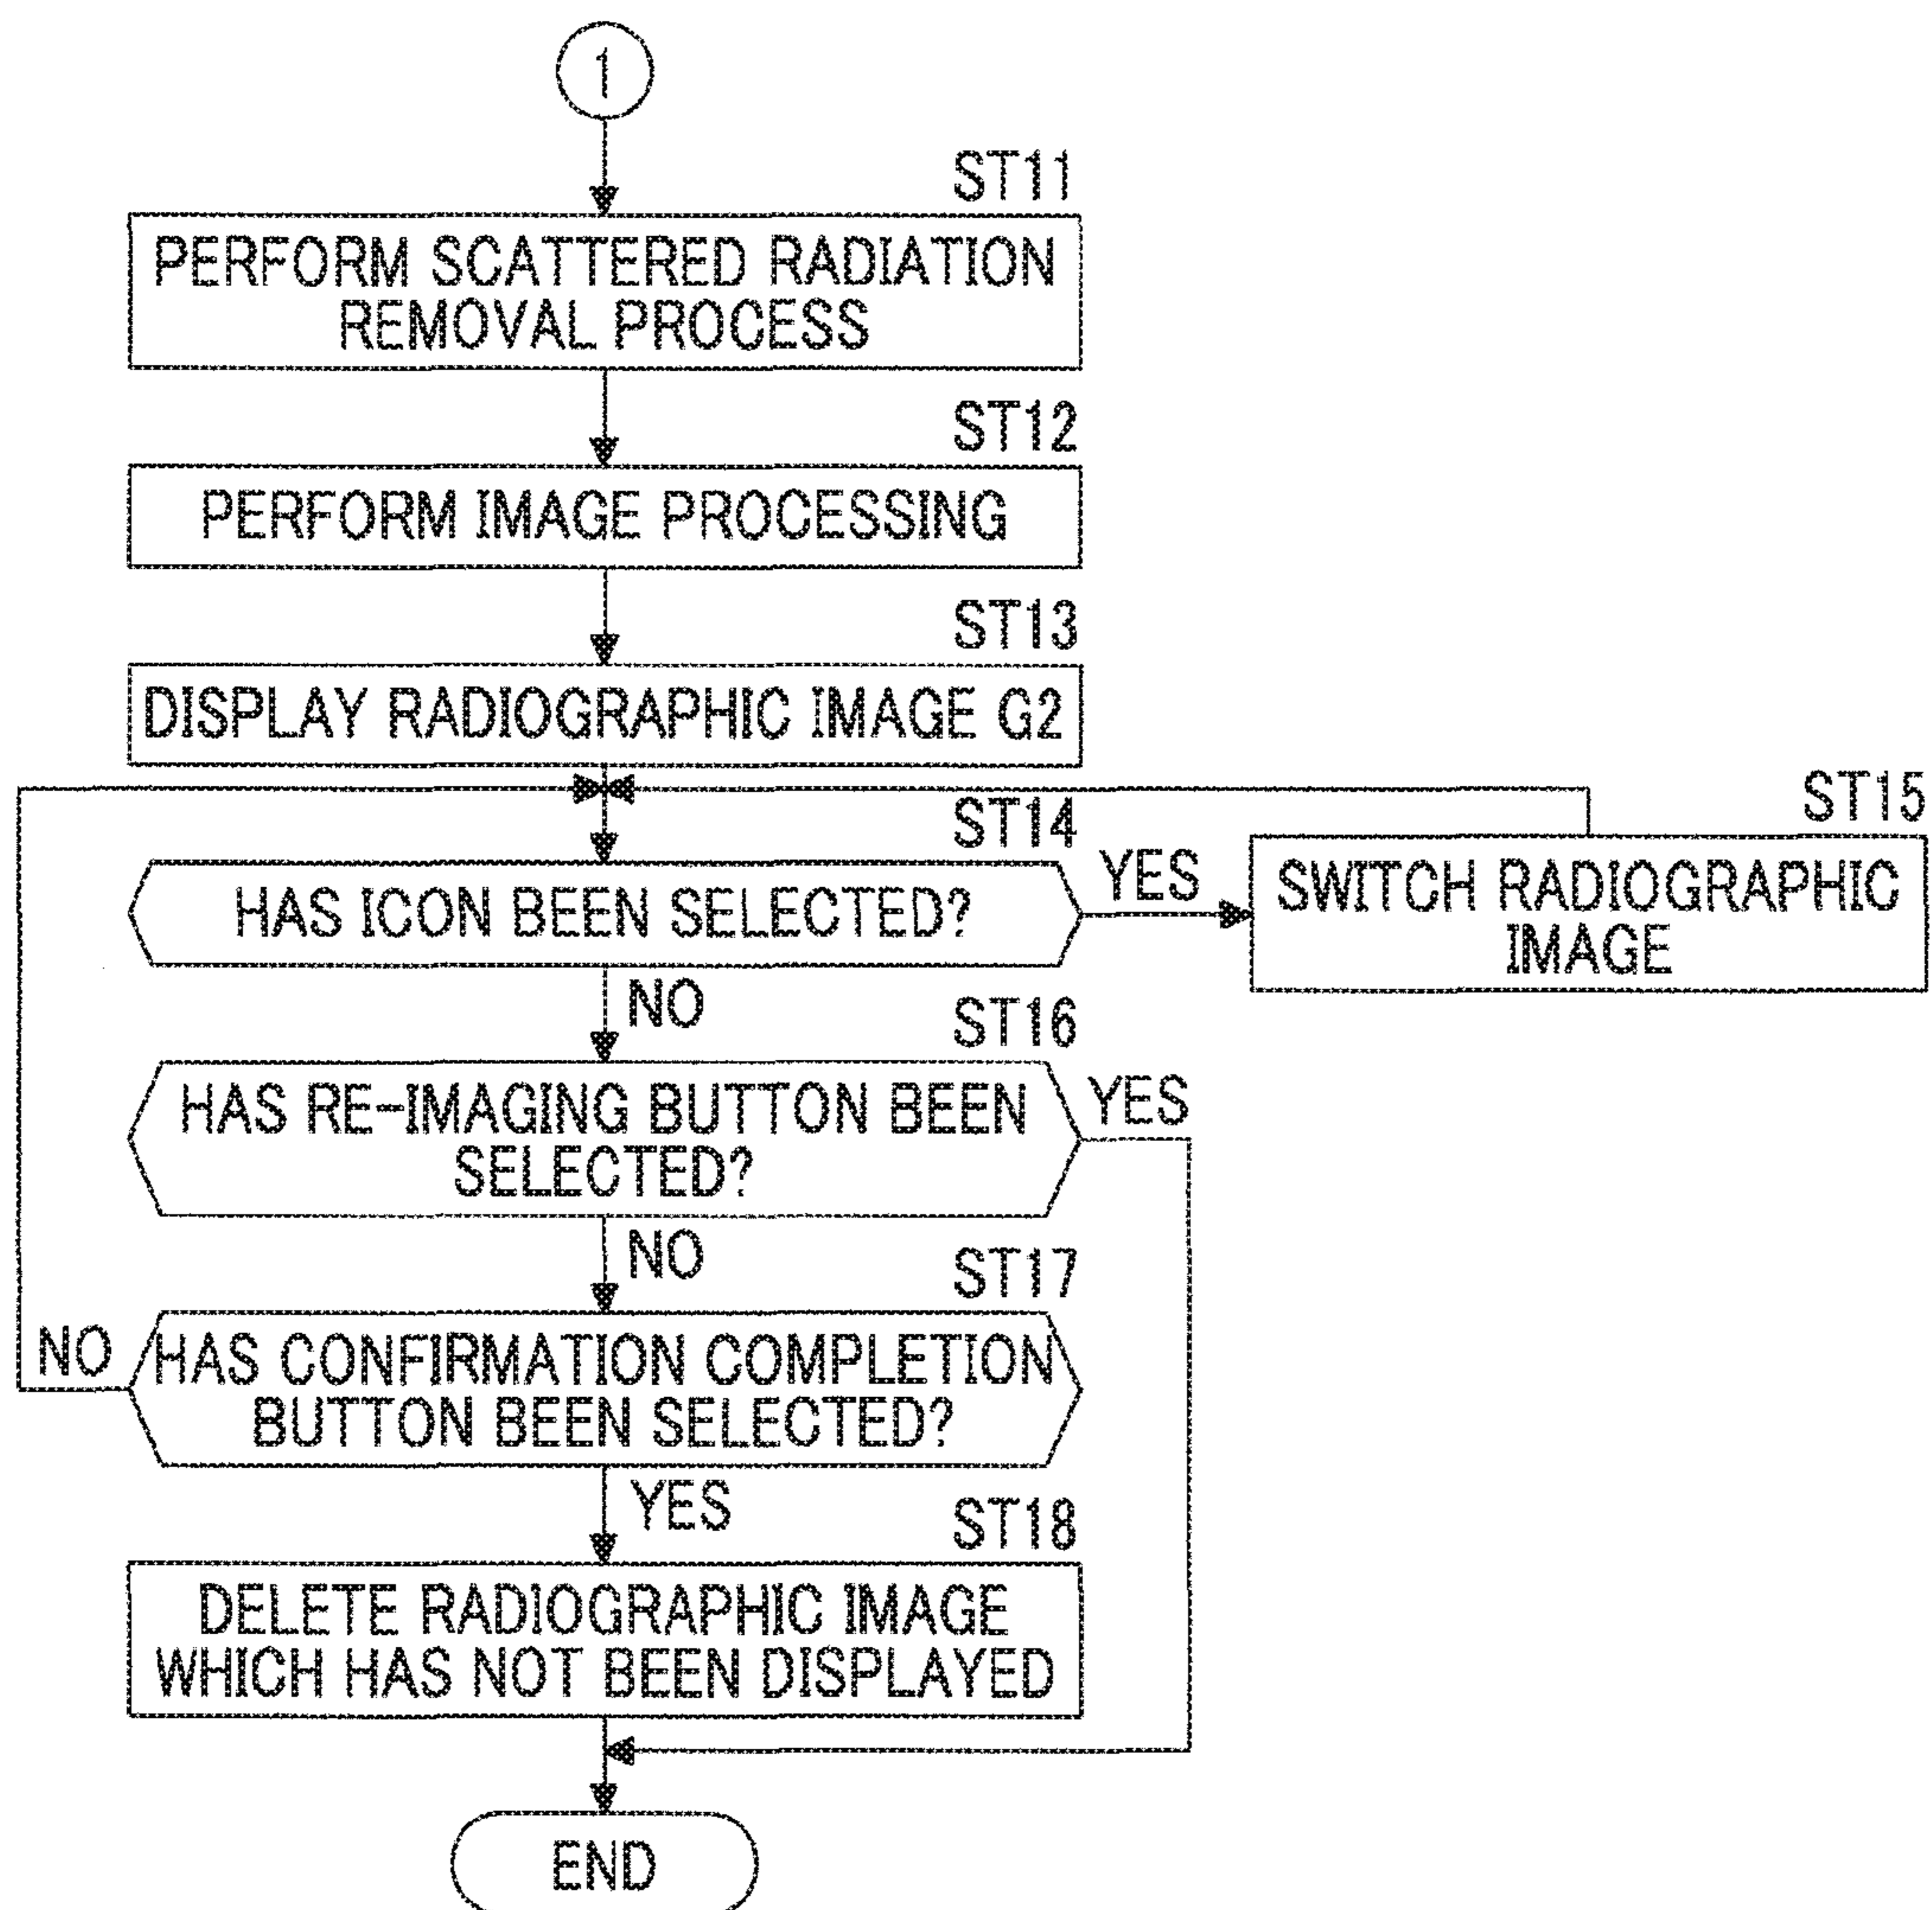 1
ST11
PERFORM SCATTERED RADIATION
REMOVAL PROCESS
ST12
PERFORM IMAGE PROCESSING
ST13
DISPLAY RADIOGRAPHIC IMAGE G2
ST14
HAS ICON BEEN SELECTED?
YES
ST15
SWITCH RADIOGRAPHIC
IMAGE
NO
ST16
HAS RE-IMAGING BUTTON BEEN
SELECTED?
YES
NO
ST17
HAS CONFIRMATION COMPLETION
BUTTON BEEN SELECTED?
NO
YES
ST18
DELETE RADIOGRAPHIC IMAGE
WHICH HAS NOT BEEN DISPLAYED
END